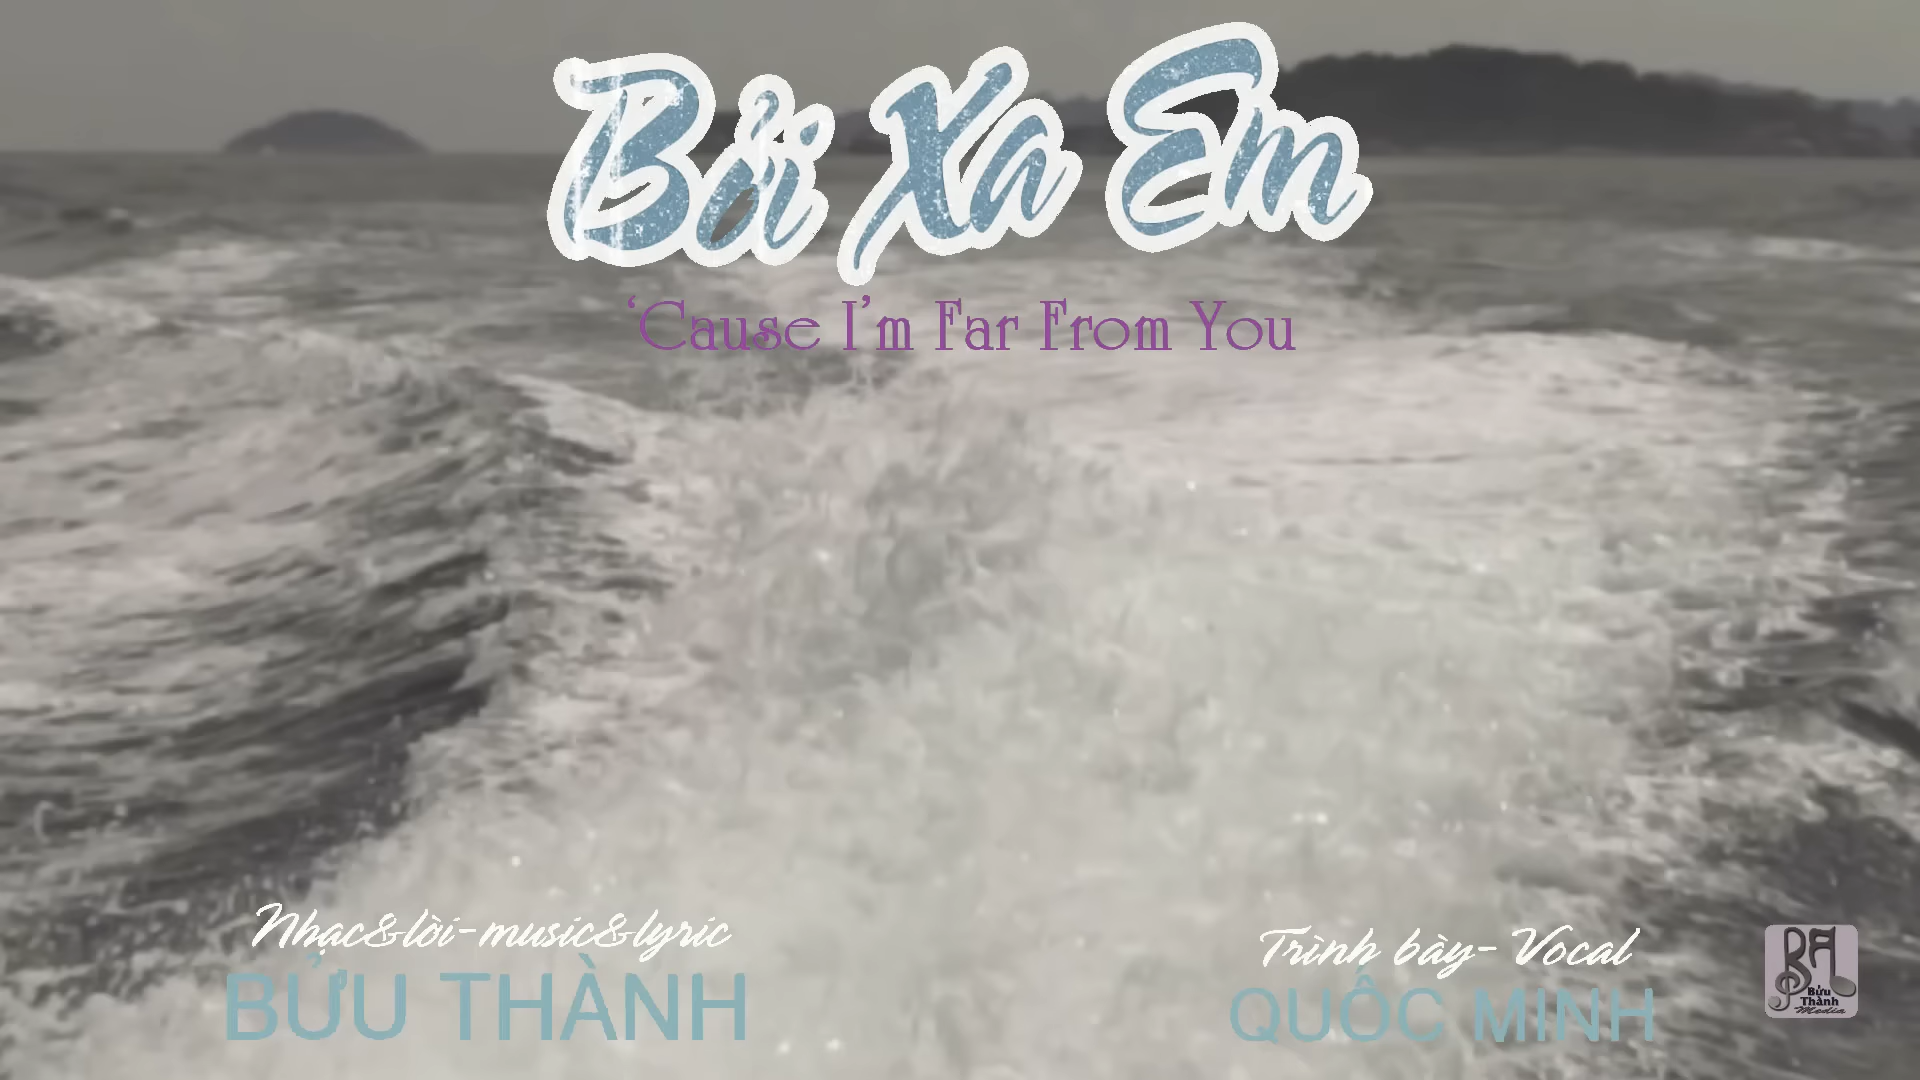 Bởi Xa Em
‘Cause I’m Far From You
Nhạc&lời-music&lyric
BỬU THÀNH
Trình bày- Vocal
QUỐC MINH
Bửu
Thành
Media